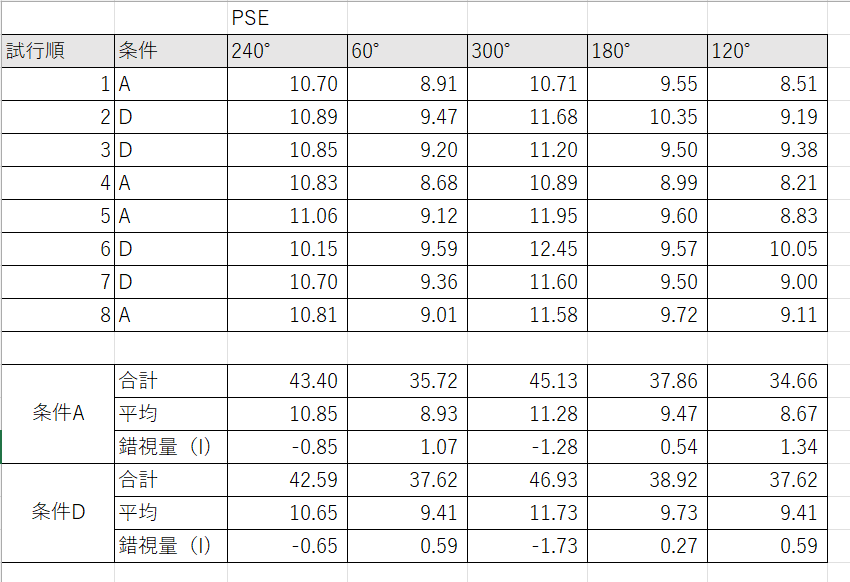 PSE
試行順 条件 240° 60° 300° 180° 120°
1 A 10.70 8.91 10.71 9.55 8.51
2 D 10.89 9.47 11.68 10.35 9.19
3 D 10.85 9.20 11.20 9.50 9.38
4 A 10.83 8.68 10.89 8.99 8.21
5 A 11.06 9.12 11.95 9.60 8.83
6 D 10.15 9.59 12.45 9.57 10.05
7 D 10.70 9.36 11.60 9.50 9.00
8 A 10.81 9.01 11.58 9.72 9.11
合計 43.40 35.72 45.13 37.86 34.66
条件A 平均 10.85 8.93 11.28 9.47 8.67
錯視量（I） -0.85 1.07 -1.28 0.54 1.34
合計 42.59 37.62 46.93 38.92 37.62
条件D 平均 10.65 9.41 11.73 9.73 9.41
錯視量（I） -0.65 0.59 -1.73 0.27 0.59